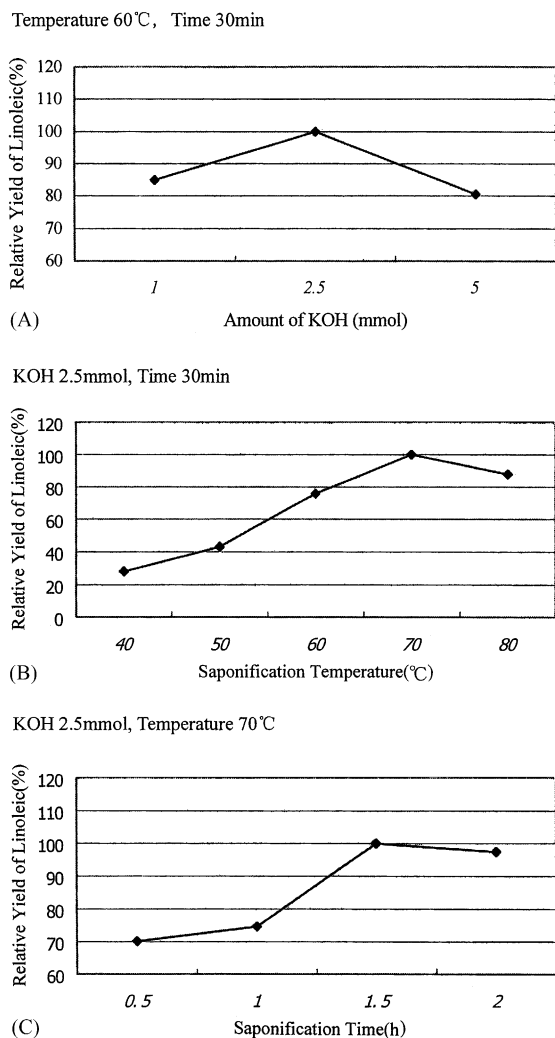 Temperature 60℃, Time 30min
Relative Yield of Linoleic(%)
120
110
100
90
80
70
60
1 2.5 5
(A) Amount of KOH (mmol)
KOH 2.5mmol, Time 30min
Relative Yield of Linoleic(%)
120
100
80
60
40
20
0
40 50 60 70 80
(B) Saponification Temperature(℃)
KOH 2.5mmol, Temperature 70℃
Relative Yield of Linoleic(%)
120
110
100
90
80
70
60
0.5 1 1.5 2
(C) Saponification Time(h)